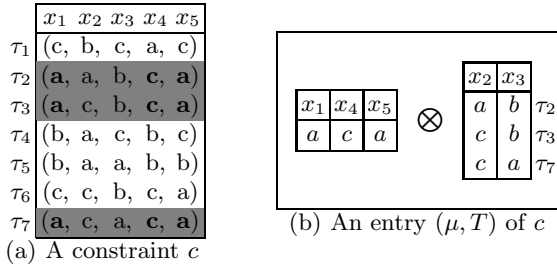 x₁ x₂ x₃ x₄ x₅
τ₁ (c, b, c, a, c)
τ₂ (a, a, b, c, a)
τ₃ (a, c, b, c, a)
τ₄ (b, a, c, b, c)
τ₅ (b, a, a, b, b)
τ₆ (c, c, b, c, a)
τ₇ (a, c, a, c, a)
(a) A constraint c
x₁ x₄ x₅
a c a
⊗
x₂ x₃
a b τ₂
c b τ₃
c a τ₇
(b) An entry (μ, T) of c